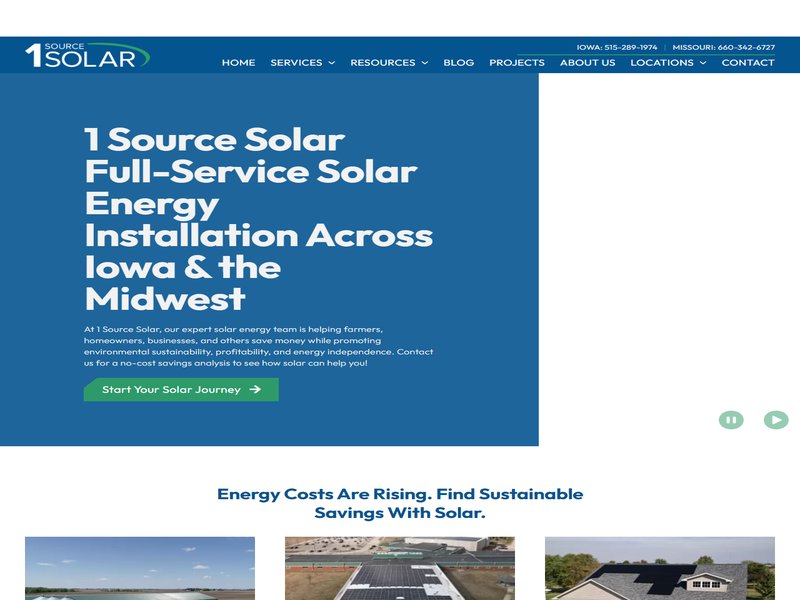 IOWA: 515-289-1974 | MISSOURI: 660-342-6727
1 SOURCE SOLAR
HOME SERVICES RESOURCES BLOG PROJECTS ABOUT US LOCATIONS CONTACT
1 Source Solar
Full-Service Solar
Energy
Installation Across
Iowa & the
Midwest
At 1 Source Solar, our expert solar energy team is helping farmers,
homeowners, businesses, and others save money while promoting
environmental sustainability, profitability, and energy independence. Contact
us for a no-cost savings analysis to see how solar can help you!
Start Your Solar Journey
Energy Costs Are Rising. Find Sustainable
Savings With Solar.